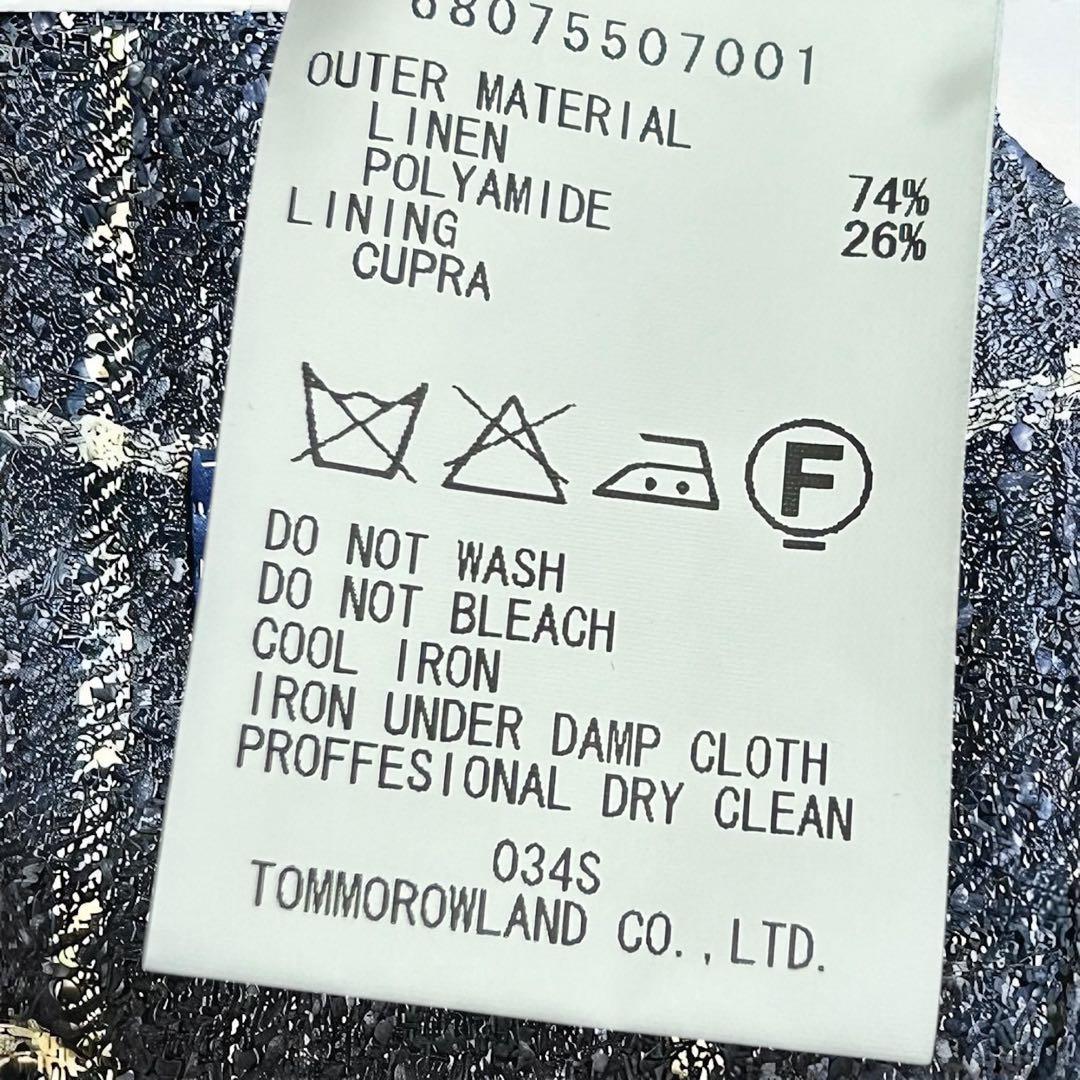 68075507001
OUTER MATERIAL
LINEN 74%
POLYAMIDE 26%
LINING
CUPRA
F
DO NOT WASH
DO NOT BLEACH
COOL IRON
IRON UNDER DAMP CLOTH
PROFFESIONAL DRY CLEAN
034S
TOMMOROWLAND CO.,LTD.